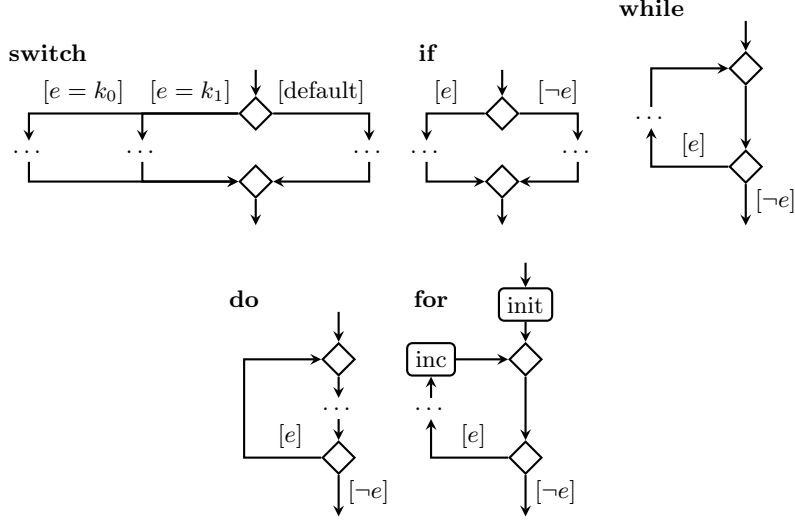 while
switch
if
[e = k₀] [e = k₁] [default]
[e] [¬e]
... ... ... ... ... ...
[e]
[¬e]
do
for
init
inc
... ...
[e] [e]
[¬e] [¬e]